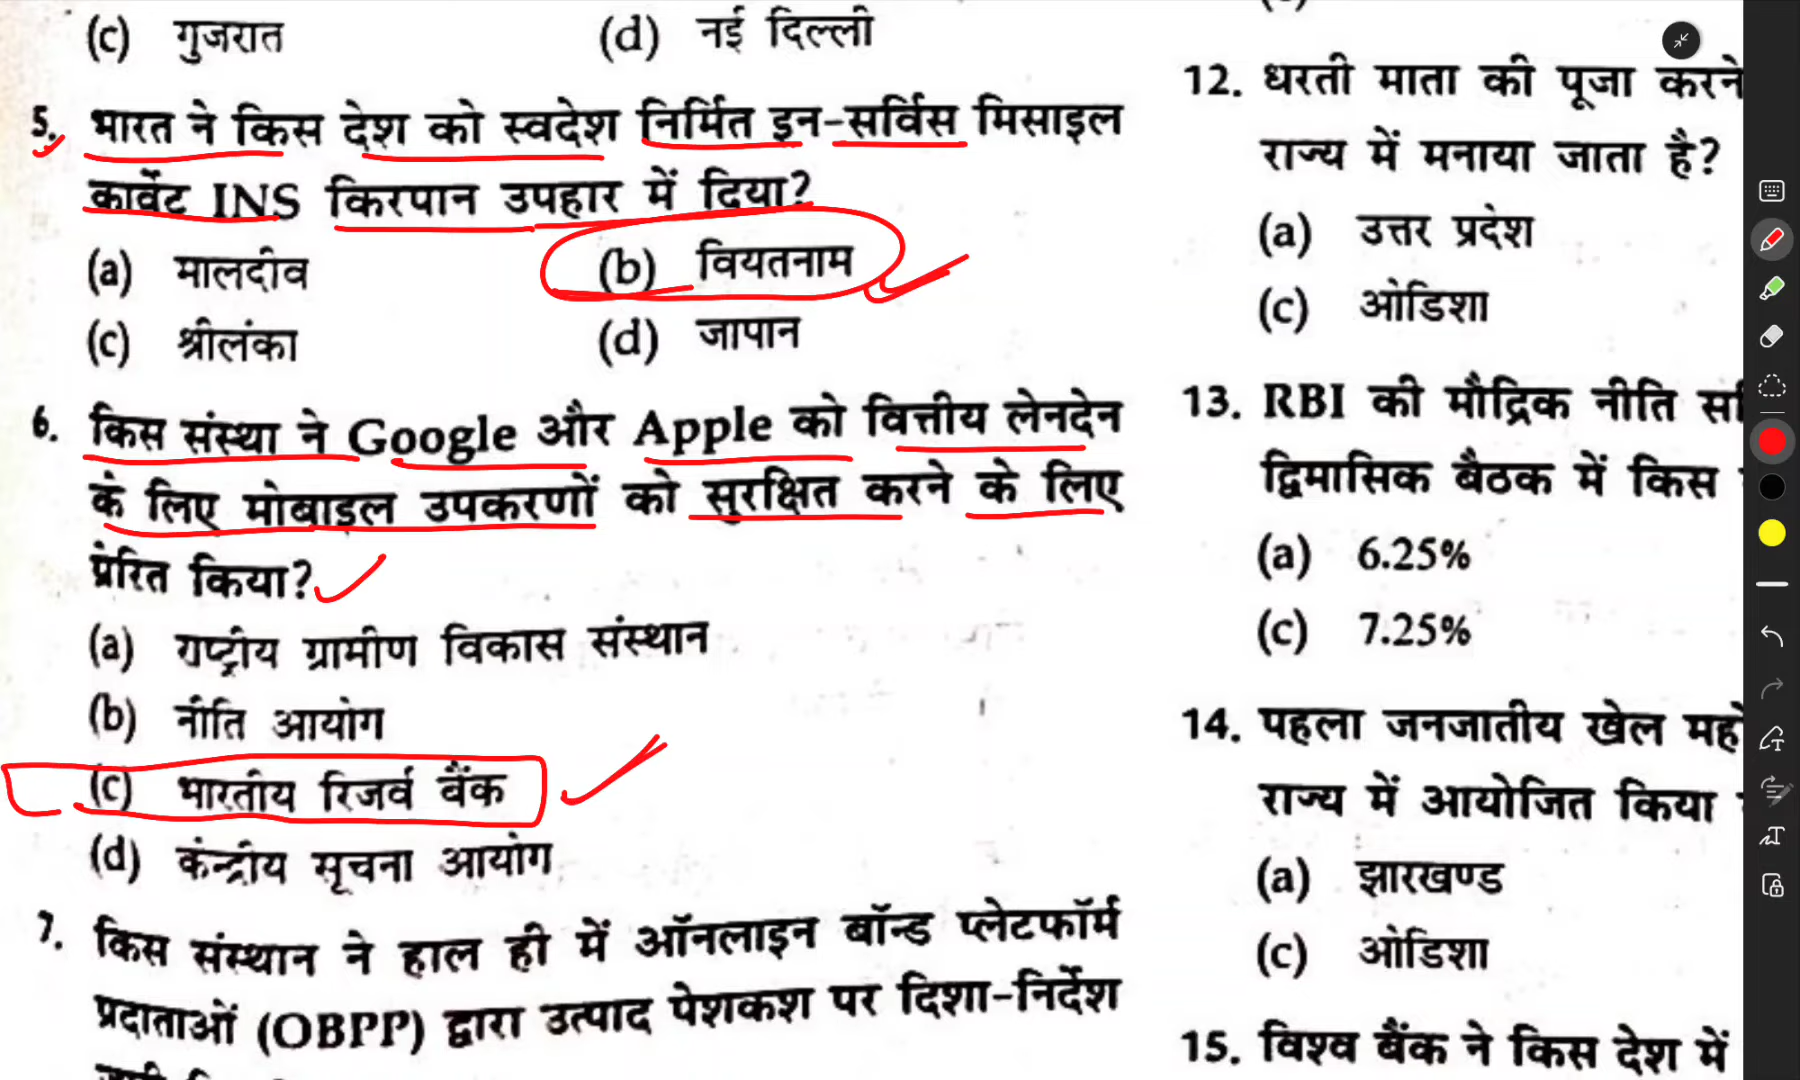 (c) गुजरात (d) नई दिल्ली
5. भारत ने किस देश को स्वदेश निर्मित इन-सर्विस मिसाइल
कार्वेट INS किरपान उपहार में दिया?
(a) मालदीव (b) वियतनाम
(c) श्रीलंका (d) जापान
6. किस संस्था ने Google और Apple को वित्तीय लेनदेन
के लिए मोबाइल उपकरणों को सुरक्षित करने के लिए
प्रेरित किया?
(a) राष्ट्रीय ग्रामीण विकास संस्थान
(b) नीति आयोग
(c) भारतीय रिजर्व बैंक
(d) केन्द्रीय सूचना आयोग
7. किस संस्थान ने हाल ही में ऑनलाइन बॉन्ड प्लेटफॉर्म
प्रदाताओं (OBPP) द्वारा उत्पाद पेशकश पर दिशा-निर्देश
12. धरती माता की पूजा करने
राज्य में मनाया जाता है?
(a) उत्तर प्रदेश
(c) ओडिशा
13. RBI की मौद्रिक नीति
द्विमासिक बैठक में किस
(a) 6.25%
(c) 7.25%
14. पहला जनजातीय खेल
राज्य में आयोजित किया
(a) झारखण्ड
(c) ओडिशा
15. विश्व बैंक ने किस देश में